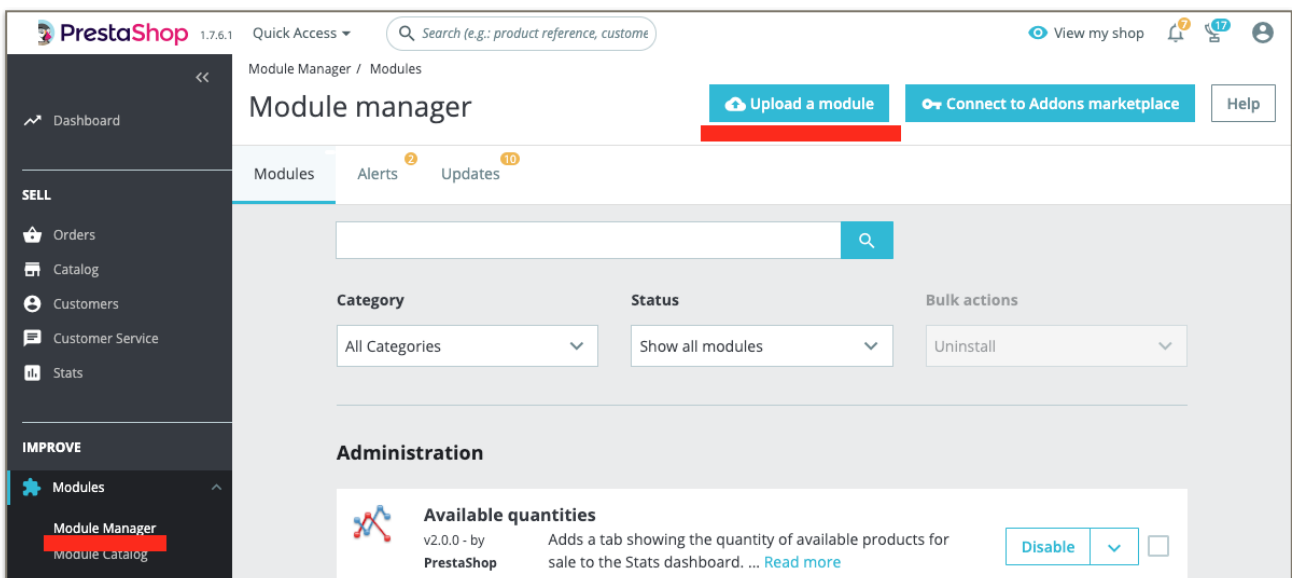 PrestaShop 1.7.6.1 Quick Access Search (e.g.: product reference, custome View my shop 7 17
Module Manager / Modules
Module manager
Upload a module Connect to Addons marketplace Help
Modules Alerts 2 Updates 10
Dashboard
SELL
Orders
Catalog
Customers
Customer Service
Stats
IMPROVE
Modules
Module Manager
Module Catalog
Category Status Bulk actions
All Categories Show all modules Uninstall
Administration
Available quantities
v2.0.0 - by
PrestaShop
Adds a tab showing the quantity of available products for
sale to the Stats dashboard. ... Read more
Disable